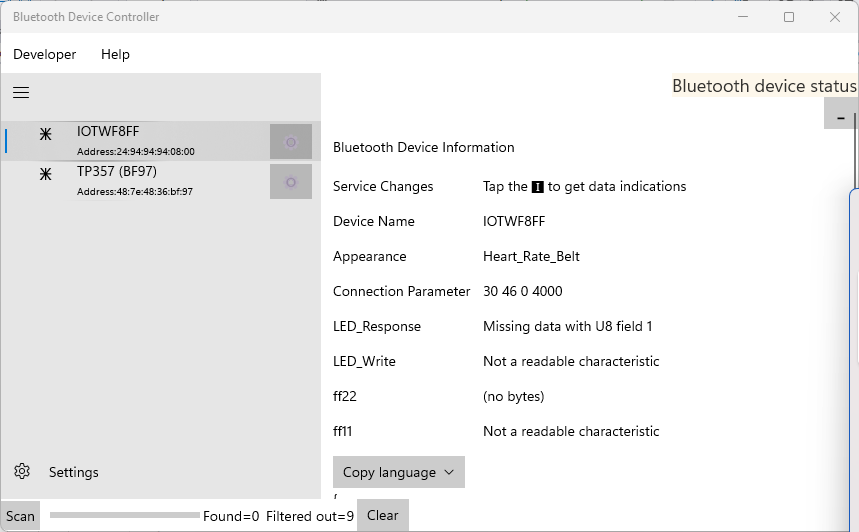 Bluetooth Device Controller
Developer Help
Bluetooth device status
-
IOTWF8FF
Address:24:94:94:94:08:00
TP357 (BF97)
Address:48:7e:48:36:bf:97
Bluetooth Device Information
Service Changes Tap the I to get data indications
Device Name IOTWF8FF
Appearance Heart_Rate_Belt
Connection Parameter 30 46 0 4000
LED_Response Missing data with U8 field 1
LED_Write Not a readable characteristic
ff22 (no bytes)
ff11 Not a readable characteristic
Settings
Copy language
Scan Found=0 Filtered out=9 Clear